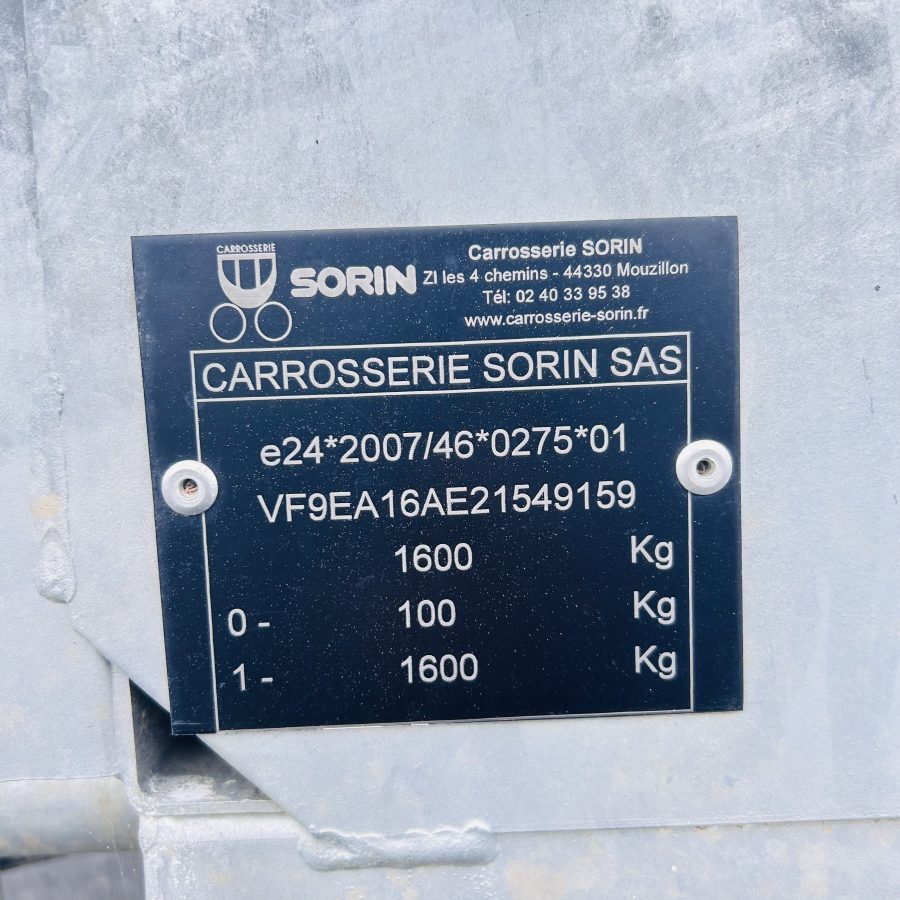 CARROSSERIE
SORIN
Carrosserie SORIN
ZI les 4 chemins - 44330 Mouzillon
Tél: 02 40 33 95 38
www.carrosserie-sorin.fr
CARROSSERIE SORIN SAS
e24*2007/46*0275*01
VF9EA16AE21549159
1600 Kg
0 - 100 Kg
1 - 1600 Kg